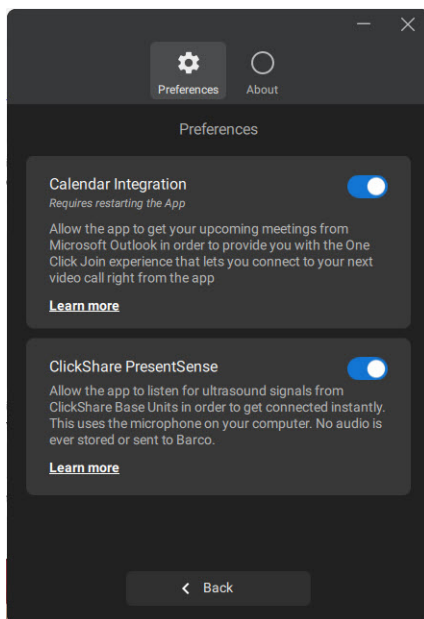 Preferences
About
Preferences
Calendar Integration
Requires restarting the App
Allow the app to get your upcoming meetings from
Microsoft Outlook in order to provide you with the One
Click Join experience that lets you connect to your next
video call right from the app
Learn more
ClickShare PresentSense
Allow the app to listen for ultrasound signals from
ClickShare Base Units in order to get connected instantly.
This uses the microphone on your computer. No audio is
ever stored or sent to Barco.
Learn more
Back